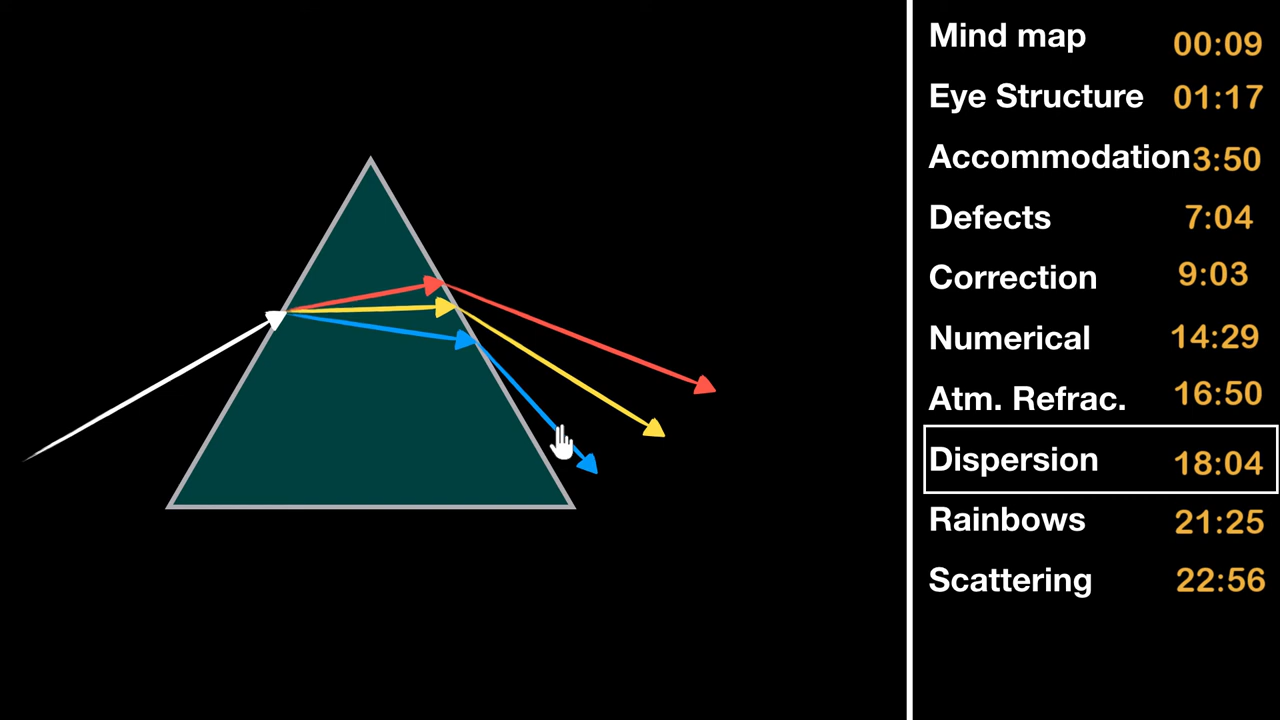 Mind map 00:09
Eye Structure 01:17
Accommodation 3:50
Defects 7:04
Correction 9:03
Numerical 14:29
Atm. Refrac. 16:50
Dispersion 18:04
Rainbows 21:25
Scattering 22:56